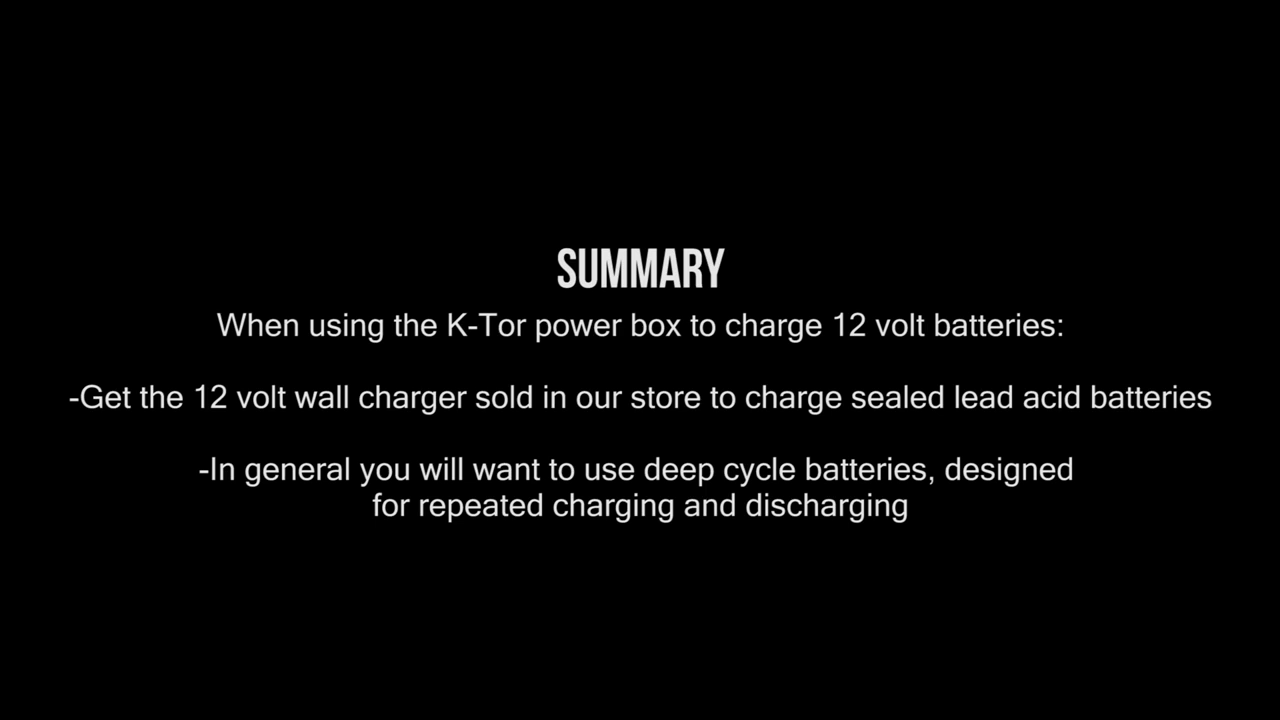 SUMMARY
When using the K-Tor power box to charge 12 volt batteries:
-Get the 12 volt wall charger sold in our store to charge sealed lead acid batteries
-In general you will want to use deep cycle batteries, designed
for repeated charging and discharging